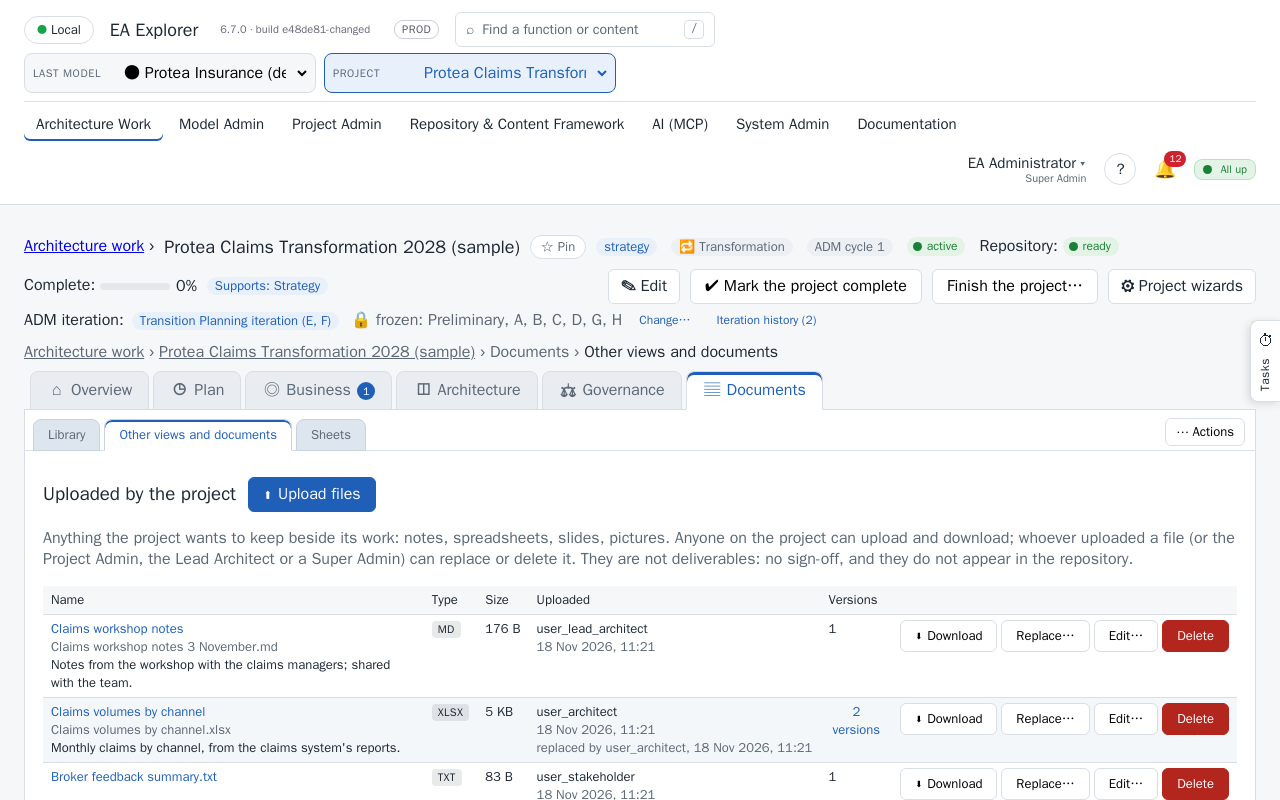 Local
EA Explorer
6.7.0 · build e48de81-changed
PROD
Find a function or content
/
LAST MODEL
Protea Insurance (de
PROJECT
Protea Claims Transfor
Architecture Work
Model Admin
Project Admin
Repository & Content Framework
AI (MCP)
System Admin
Documentation
EA Administrator
Super Admin
?
12
All up
Architecture work › Protea Claims Transformation 2028 (sample)
☆ Pin
strategy
Transformation
ADM cycle 1
active
Repository:
ready
Complete: 0%
Supports: Strategy
✎ Edit
✔ Mark the project complete
Finish the project⋯
⚙ Project wizards
ADM iteration: Transition Planning iteration (E, F)
frozen: Preliminary, A, B, C, D, G, H
Change⋯
Iteration history (2)
Architecture work › Protea Claims Transformation 2028 (sample) › Documents › Other views and documents
Tasks
Overview
Plan
Business 1
Architecture
Governance
Documents
Library
Other views and documents
Sheets
⋯ Actions
Uploaded by the project
Upload files
Anything the project wants to keep beside its work: notes, spreadsheets, slides, pictures. Anyone on the project can upload and download; whoever uploaded a file (or the
Project Admin, the Lead Architect or a Super Admin) can replace or delete it. They are not deliverables: no sign-off, and they do not appear in the repository.
Name Type Size Uploaded Versions
Claims workshop notes MD 176 B user_lead_architect 1 Download Replace⋯ Edit⋯ Delete
Claims workshop notes 3 November.md 18 Nov 2026, 11:21
Notes from the workshop with the claims managers; shared
with the team.
Claims volumes by channel XLSX 5 KB user_architect 2 versions Download Replace⋯ Edit⋯ Delete
Claims volumes by channel.xlsx 18 Nov 2026, 11:21
Monthly claims by channel, from the claims system's reports. replaced by user_architect, 18 Nov 2026, 11:21
Broker feedback summary.txt TXT 83 B user_stakeholder 1 Download Replace⋯ Edit⋯ Delete
18 Nov 2026, 11:21